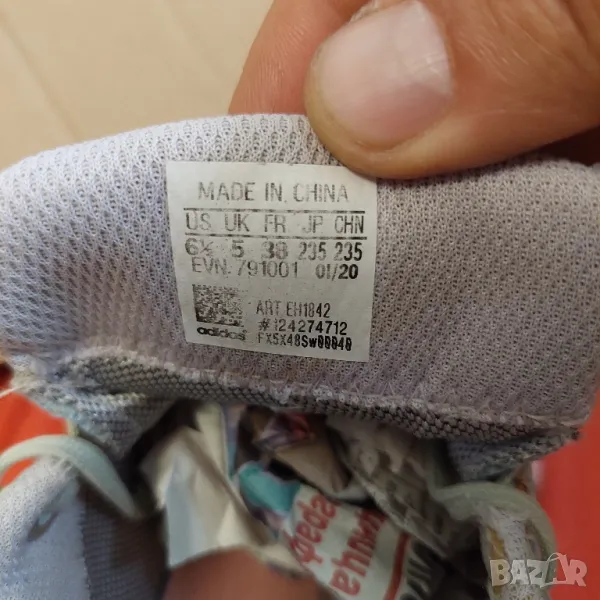 MADE IN CHINA
US UK FR JP CHN
6½ 5 38 235 235
EVN. 791001 01/20
ART EH1842
#124274712
adidas FX5X48Sw00040
BAZAR